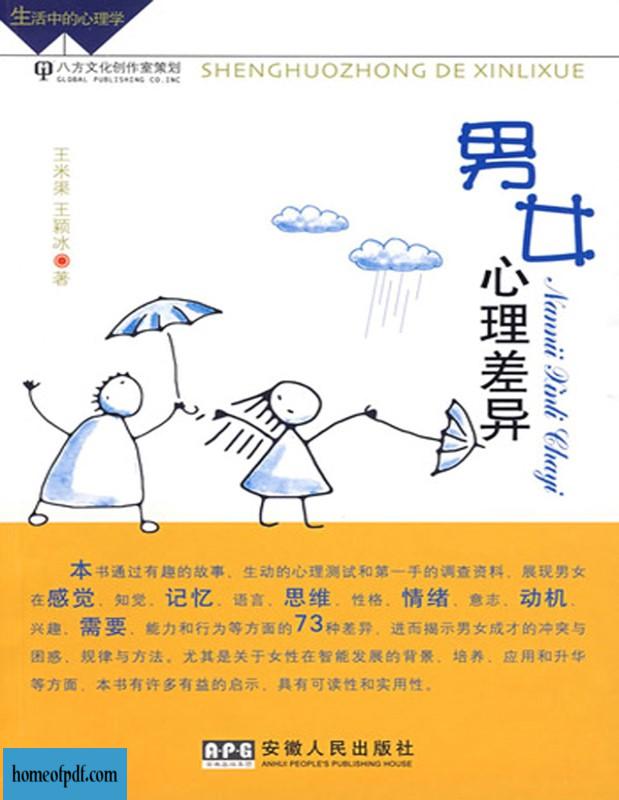 生活中的心理学
八方文化创作室策划
GLOBAL PUBLISHING CO.INC
SHENGHUOZHONG DE XINLIXUE
王米渠 王颖冰 著
男女
心理差异
Nannü Xinli Chayi
本书通过有趣的故事、生动的心理测试和第一手的调查资料、展现男女
在感觉、知觉、记忆、语言、思维、性格、情绪、意志、动机、
兴趣、需要、能力和行为等方面的73种差异、进而揭示男女成才的冲突与
困惑、规律与方法。尤其是关于女性在智能发展的背景、培养、应用和升华
等方面、本书有许多有益的启示、具有可读性和实用性。
A·P·G
安徽人民出版社
ANHUI PEOPLE'S PUBLISHING HOUSE
homeofpdf.com